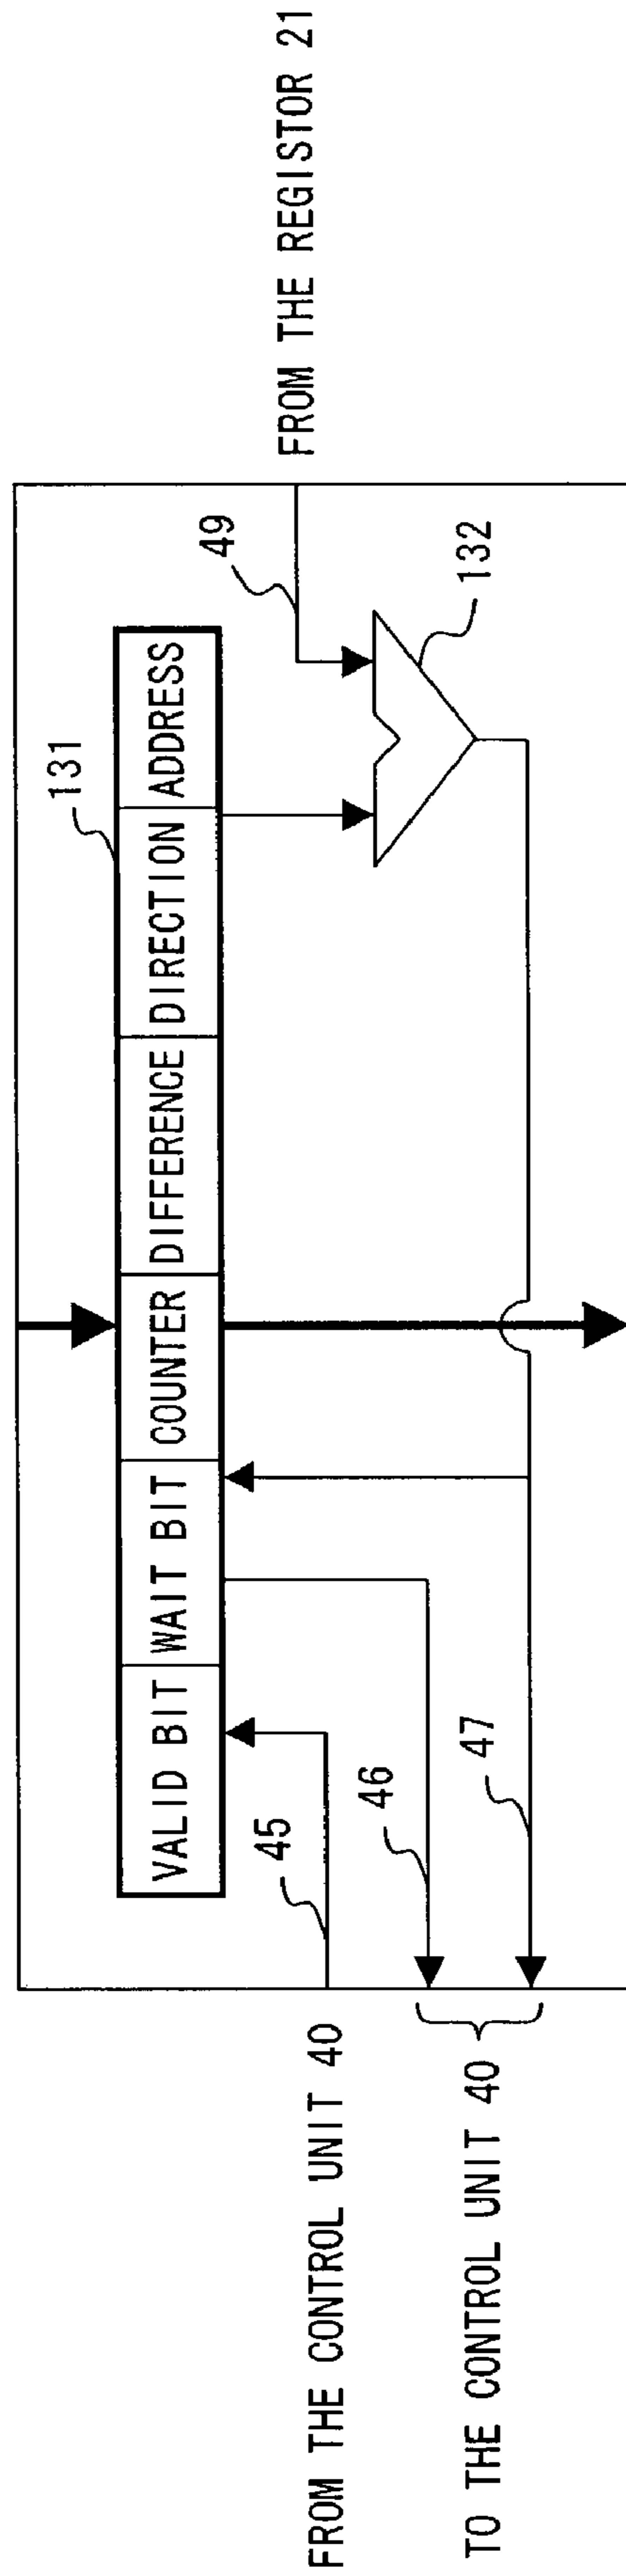 131
VALID BIT
WAIT BIT
COUNTER
DIFFERENCE
DIRECTION
ADDRESS
49
FROM THE REGISTOR 21
132
FROM THE CONTROL UNIT 40
45
46
47
TO THE CONTROL UNIT 40